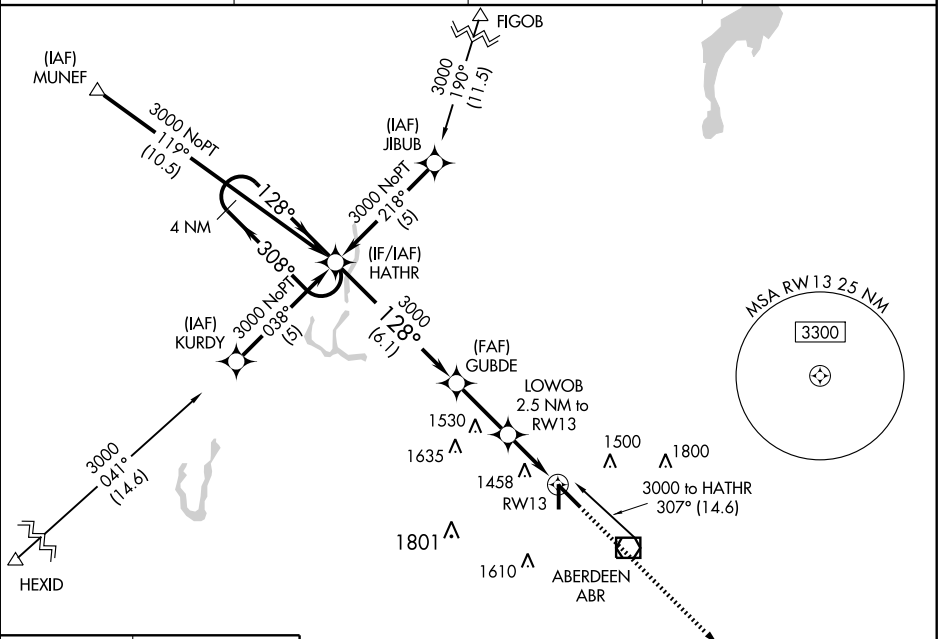 FIGOB
3000
190°
(11.5)
(IAF)
MUNEF
3000 NoPT
119°
(10.5)
(IAF)
JIBUB
3000 NoPT
218°
(5)
128°
4 NM
308°
(IF/IAF)
HATHR
3000 NoPT
038°
(5)
(IAF)
KURDY
3000
128°
(6.1)
(FAF)
GUBDE
LOWOB
2.5 NM to
RW13
MSA RW13 25 NM
3300
1530
1635
1458
1500
1800
RW13
3000 to HATHR
307° (14.6)
3000
041°
(14.6)
1801
1610
HEXID
ABERDEEN
ABR